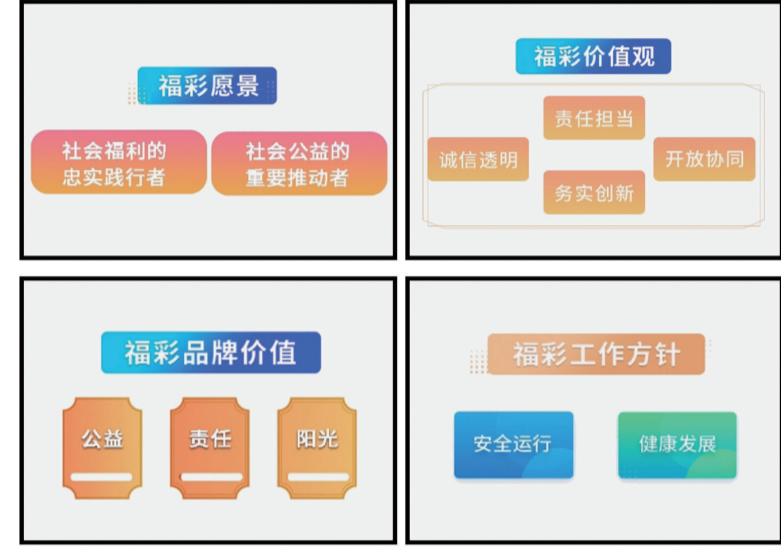 福彩愿景
社会福利的
忠实践行者
社会公益的
重要推动者
福彩价值观
责任担当
诚信透明
开放协同
务实创新
福彩品牌价值
公益
责任
阳光
福彩工作方针
安全运行
健康发展